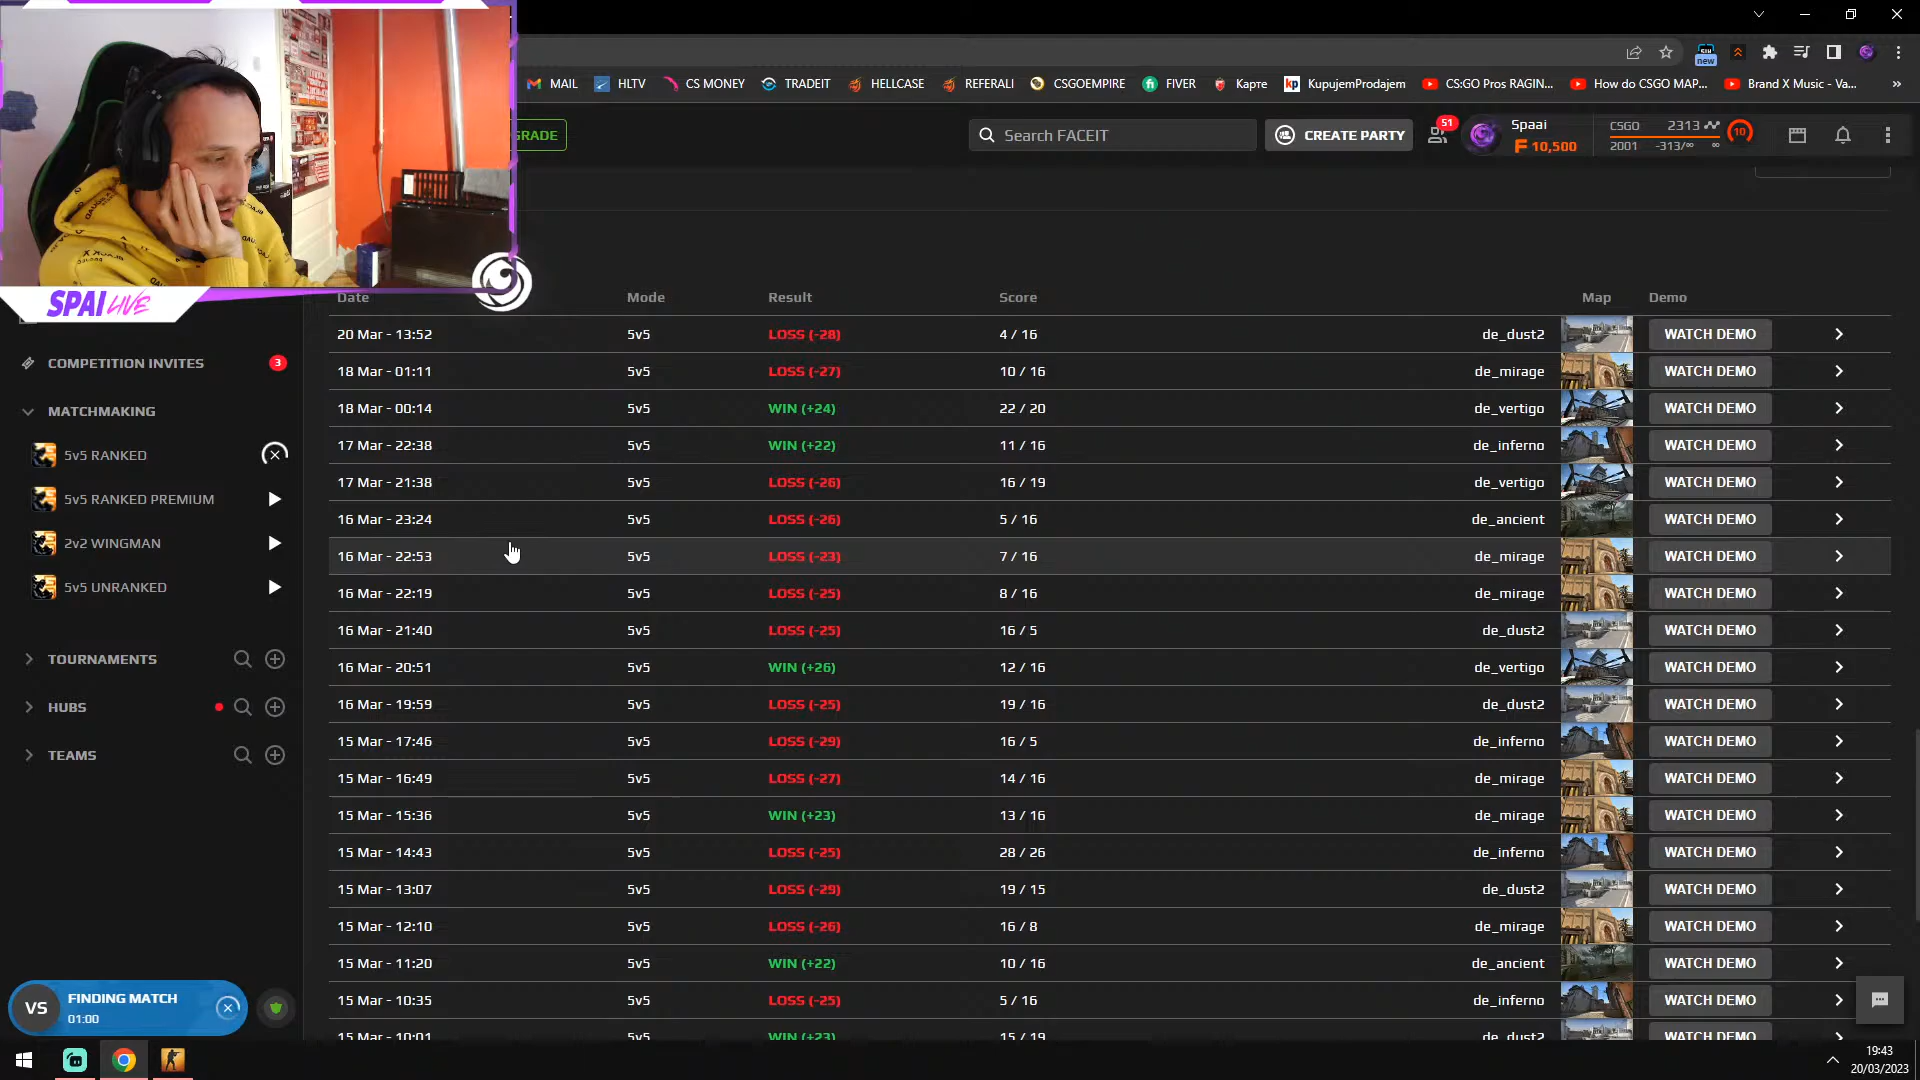 MAIL HLTV CS MONEY TRADEIT HELLCASE REFERALI CSGOEMPIRE FIVER Карте KupujemProdajem CS:GO Pros RAGIN... How do CSGO MAP... Brand X Music - Va... »
new
GRADE
Search FACEIT
CREATE PARTY
51
Spaai
10,500
CSGO 2313
2001 -313/∞ ∞
10
SPAI LIVE
COMPETITION INVITES 3
MATCHMAKING
5v5 RANKED
5v5 RANKED PREMIUM
2v2 WINGMAN
5v5 UNRANKED
TOURNAMENTS
HUBS
TEAMS
VS FINDING MATCH
01:00
Date Mode Result Score Map Demo
20 Mar - 13:52 5v5 LOSS (-28) 4 / 16 de_dust2 WATCH DEMO
18 Mar - 01:11 5v5 LOSS (-27) 10 / 16 de_mirage WATCH DEMO
18 Mar - 00:14 5v5 WIN (+24) 22 / 20 de_vertigo WATCH DEMO
17 Mar - 22:38 5v5 WIN (+22) 11 / 16 de_inferno WATCH DEMO
17 Mar - 21:38 5v5 LOSS (-26) 16 / 19 de_vertigo WATCH DEMO
16 Mar - 23:24 5v5 LOSS (-26) 5 / 16 de_ancient WATCH DEMO
16 Mar - 22:53 5v5 LOSS (-23) 7 / 16 de_mirage WATCH DEMO
16 Mar - 22:19 5v5 LOSS (-25) 8 / 16 de_mirage WATCH DEMO
16 Mar - 21:40 5v5 LOSS (-25) 16 / 5 de_dust2 WATCH DEMO
16 Mar - 20:51 5v5 WIN (+26) 12 / 16 de_vertigo WATCH DEMO
16 Mar - 19:59 5v5 LOSS (-25) 19 / 16 de_dust2 WATCH DEMO
15 Mar - 17:46 5v5 LOSS (-29) 16 / 5 de_inferno WATCH DEMO
15 Mar - 16:49 5v5 LOSS (-27) 14 / 16 de_mirage WATCH DEMO
15 Mar - 15:36 5v5 WIN (+23) 13 / 16 de_mirage WATCH DEMO
15 Mar - 14:43 5v5 LOSS (-25) 28 / 26 de_inferno WATCH DEMO
15 Mar - 13:07 5v5 LOSS (-29) 19 / 15 de_dust2 WATCH DEMO
15 Mar - 12:10 5v5 LOSS (-26) 16 / 8 de_mirage WATCH DEMO
15 Mar - 11:20 5v5 WIN (+22) 10 / 16 de_ancient WATCH DEMO
15 Mar - 10:35 5v5 LOSS (-25) 5 / 16 de_inferno WATCH DEMO
15 Mar - 10:01 5v5 WIN (+23) 15 / 19 de_dust2 WATCH DEMO
19:43
20/03/2023